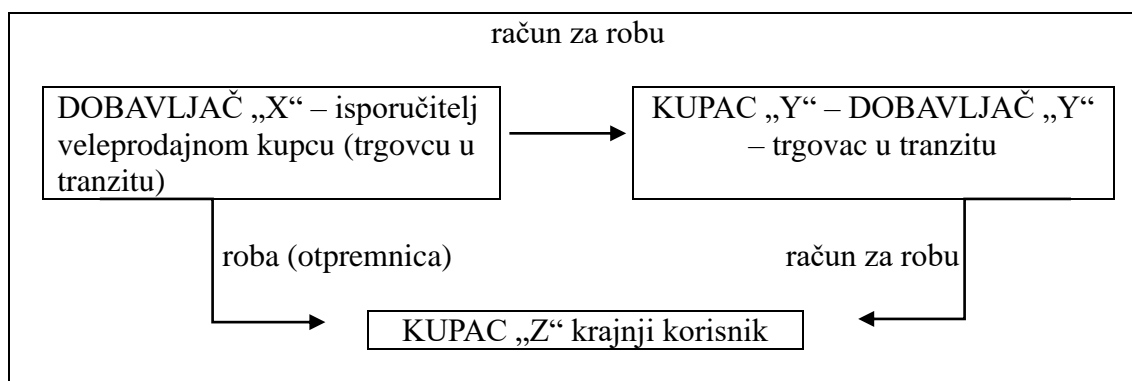 račun za robu
DOBAVLJAČ „X“ – isporučitelj
veleprodajnom kupcu (trgovcu u
tranzitu)
KUPAC „Y“ – DOBAVLJAČ „Y“
– trgovac u tranzitu
roba (otpremnica)
račun za robu
KUPAC „Z“ krajnji korisnik